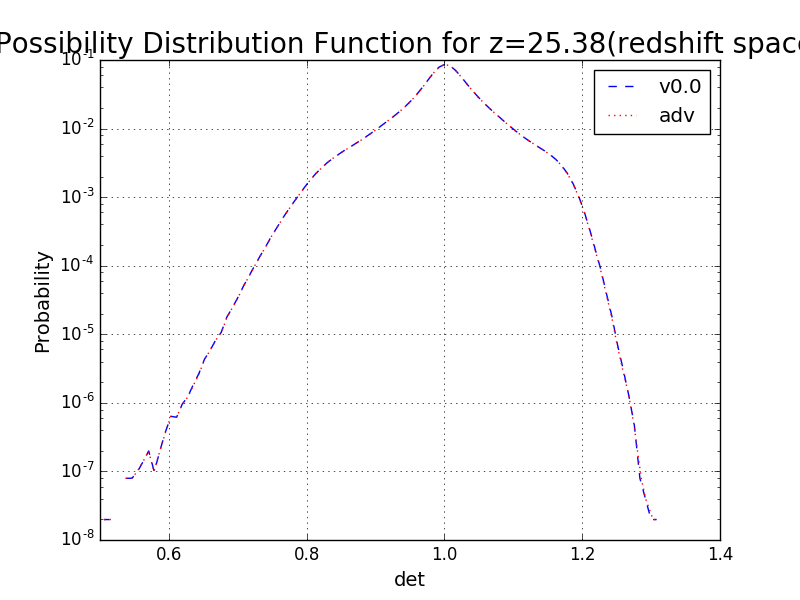 Possibility Distribution Function for z=25.38(redshift spac
10^-1
10^-2
10^-3
10^-4
10^-5
10^-6
10^-7
10^-8
Probability
v0.0
adv
0.6 0.8 1.0 1.2 1.4
det